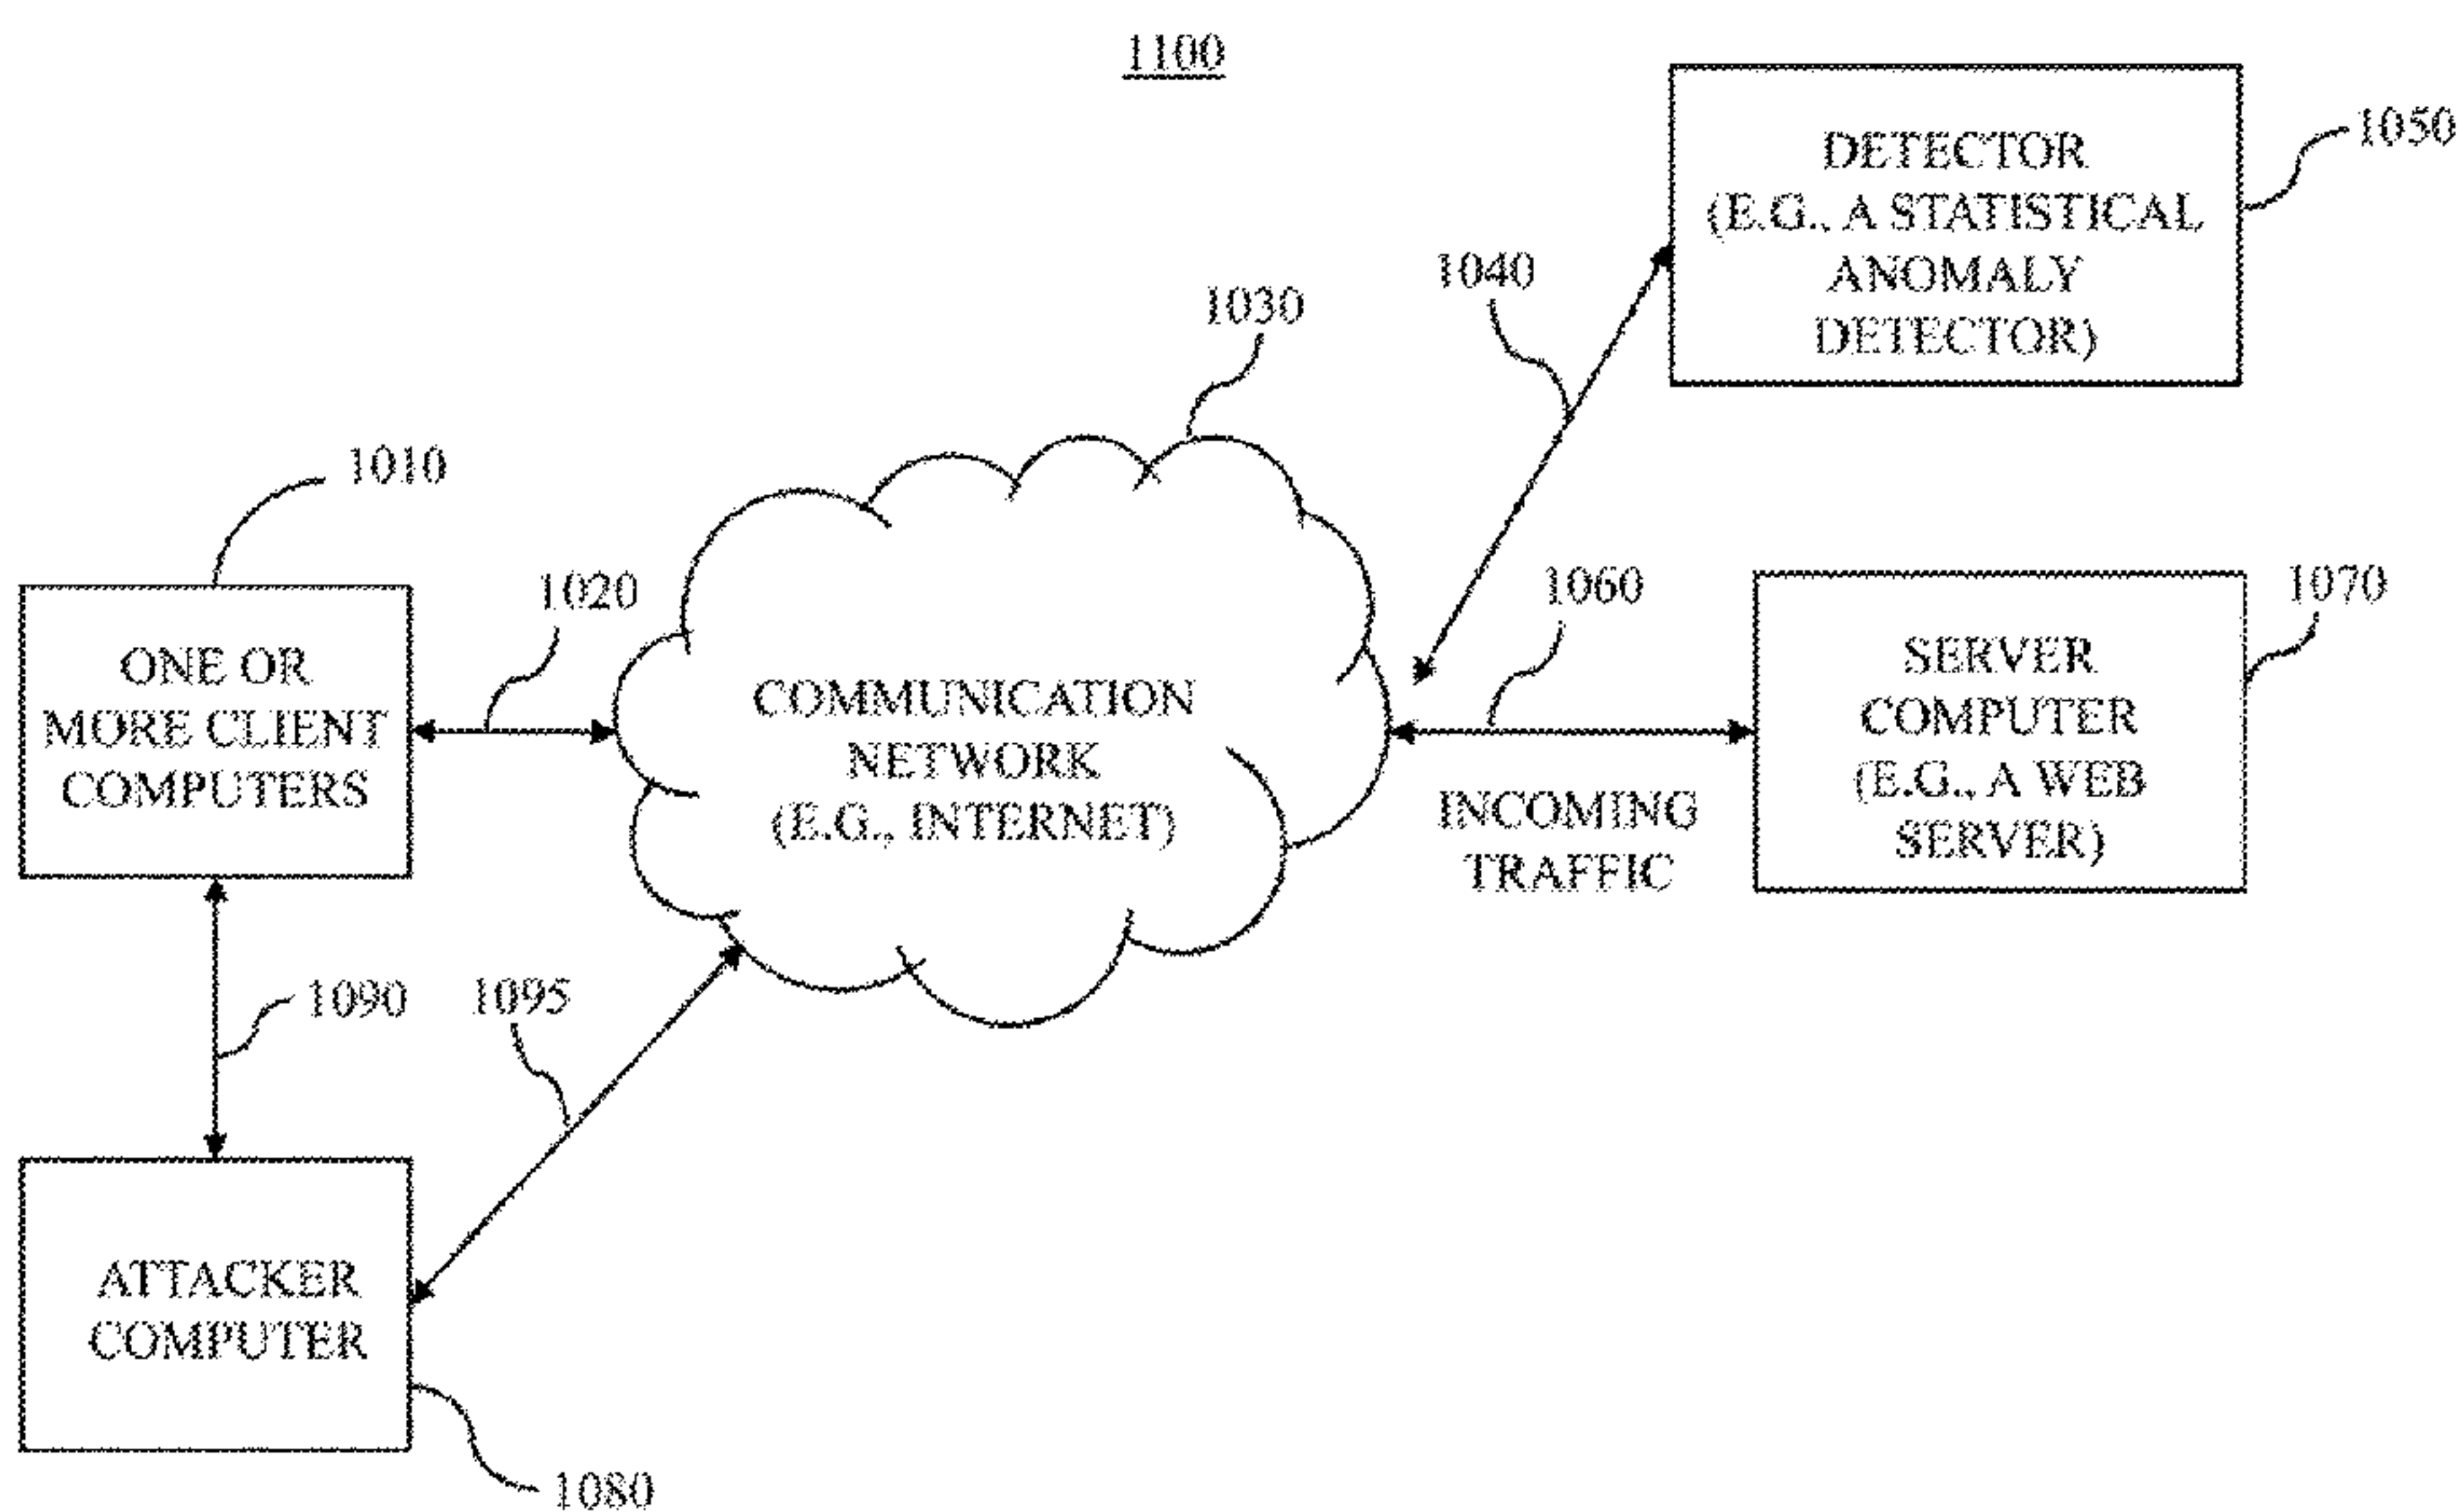 1100
DETECTOR
(E.G., A STATISTICAL
ANOMALY
DETECTOR)
1050
1040
1030
1010
ONE OR
MORE CLIENT
COMPUTERS
1020
COMMUNICATION
NETWORK
(E.G., INTERNET)
1060
INCOMING
TRAFFIC
SERVER
COMPUTER
(E.G., A WEB
SERVER)
1070
1090
1095
ATTACKER
COMPUTER
1080